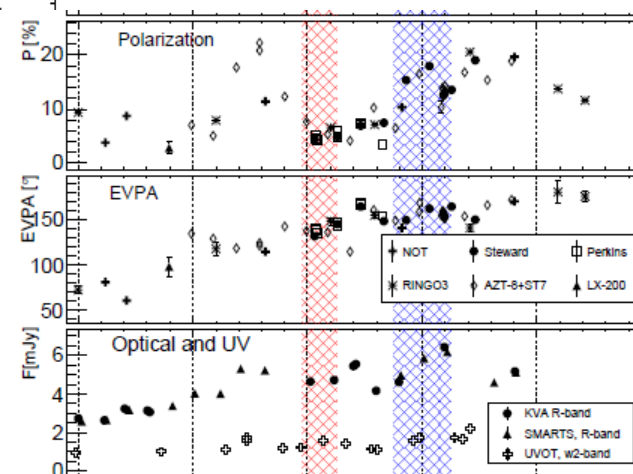 P [%]
Polarization
20
10
0
EVPA [°]
EVPA
150
100
50
NOT
Steward
Perkins
RINGO3
AZT-8+ST7
LX-200
F[mJy]
Optical and UV
6
4
2
0
KVA R-band
SMARTS, R-band
UVOT, w2-band